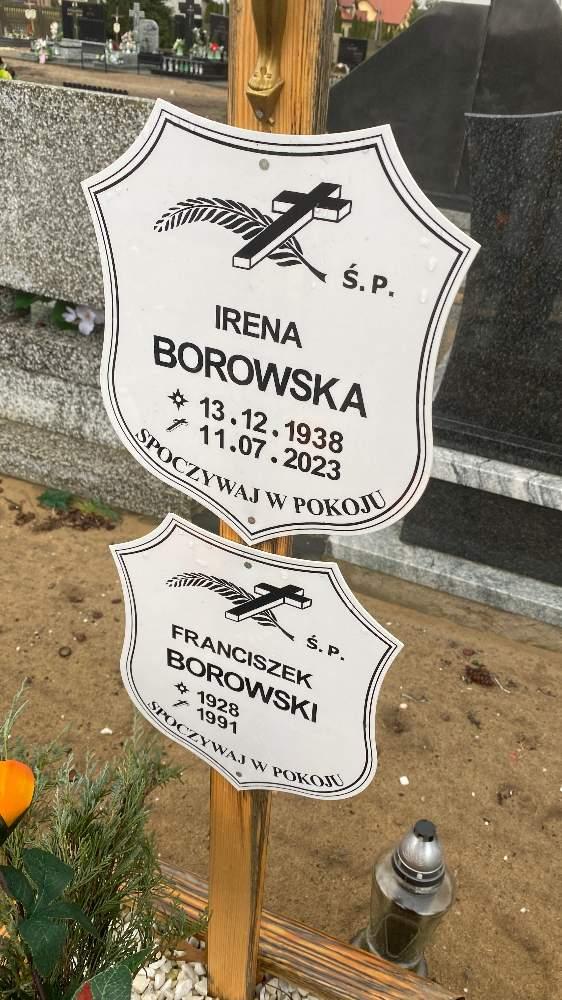 Ś.P.
IRENA
BOROWSKA
13.12.1938
11.07.2023
SPOCZYWAJ W POKOJU
Ś.P.
FRANCISZEK
BOROWSKI
1928
1991
SPOCZYWAJ W POKOJU